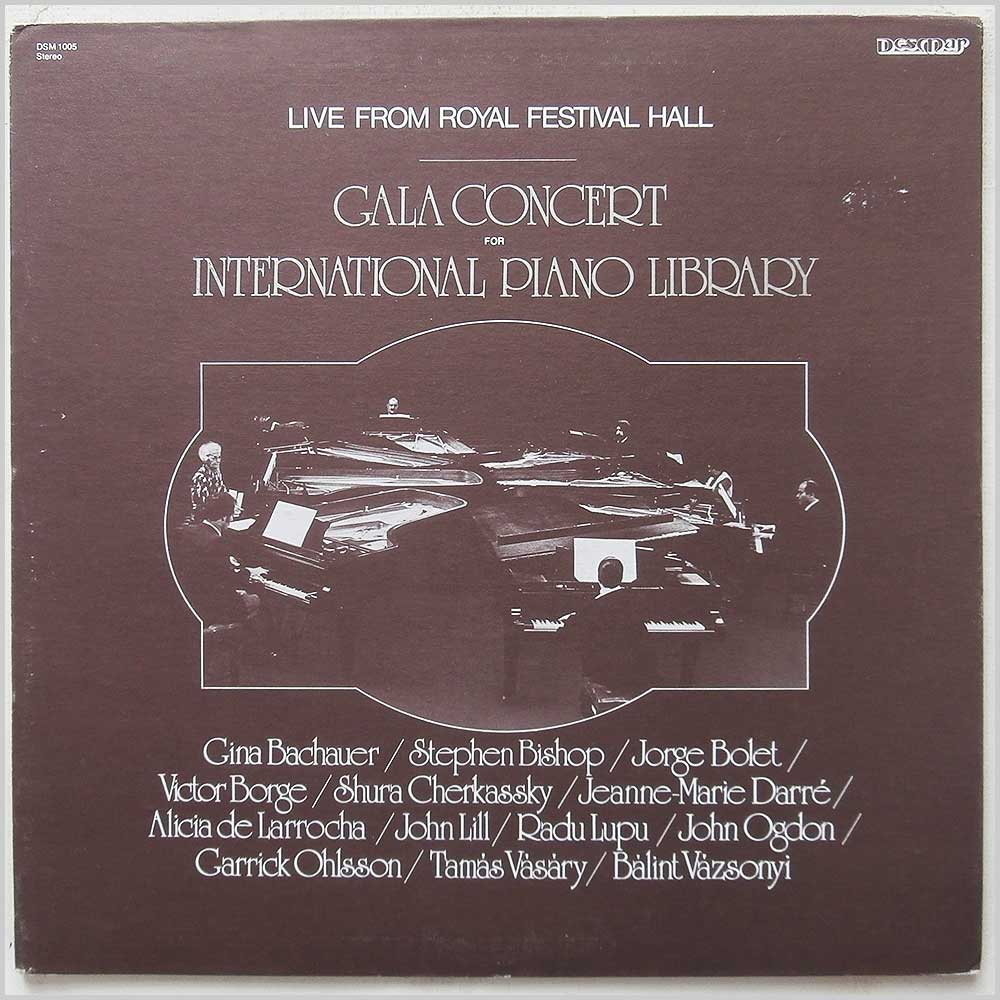 DSM 1005
Stereo
Desmar
LIVE FROM ROYAL FESTIVAL HALL
GALA CONCERT
FOR
INTERNATIONAL PIANO LIBRARY
Gina Bachauer / Stephen Bishop / Jorge Bolet /
Victor Borge / Shura Cherkassky / Jeanne-Marie Darré /
Alicia de Larrocha / John Lill / Radu Lupu / John Ogdon /
Garrick Ohlsson / Tamás Vásáry / Bálint Vázsonyi